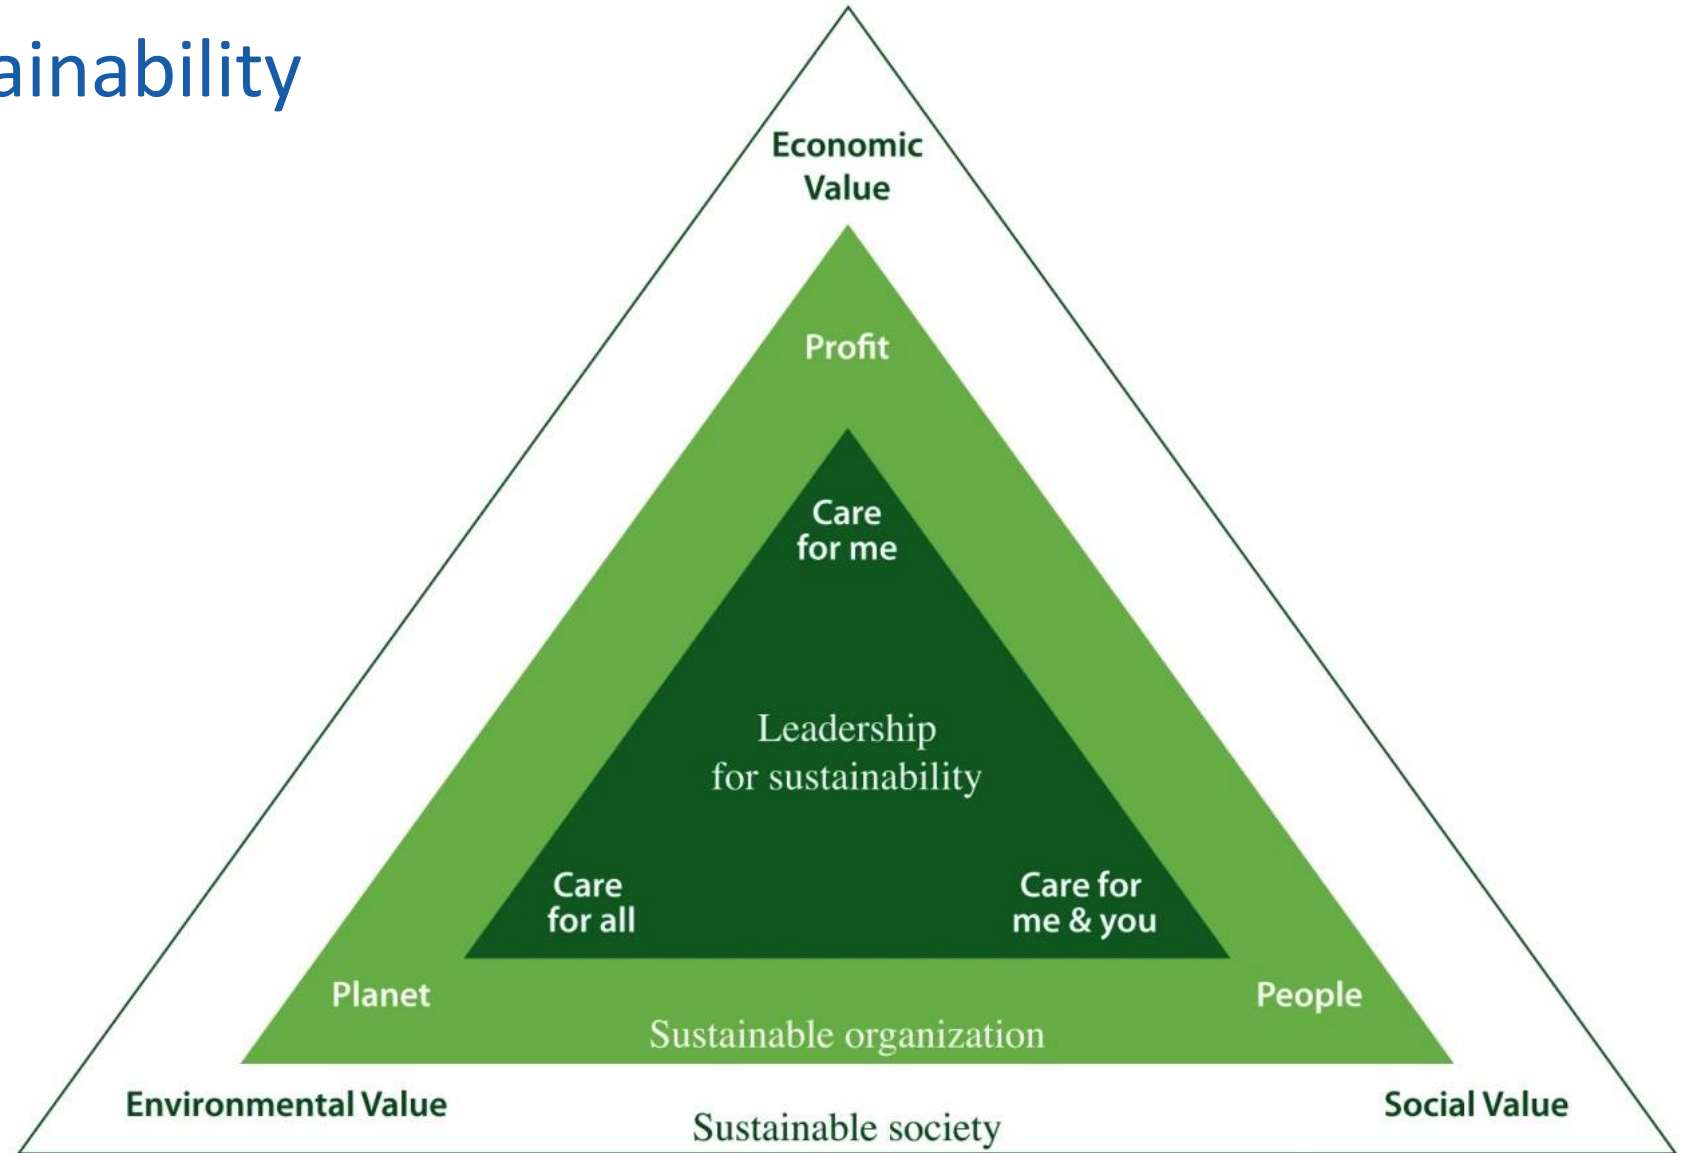 ainability
Economic
Value
Profit
Care
for me
Leadership
for sustainability
Care
for all
Care for
me & you
Planet
People
Sustainable organization
Environmental Value
Social Value
Sustainable society